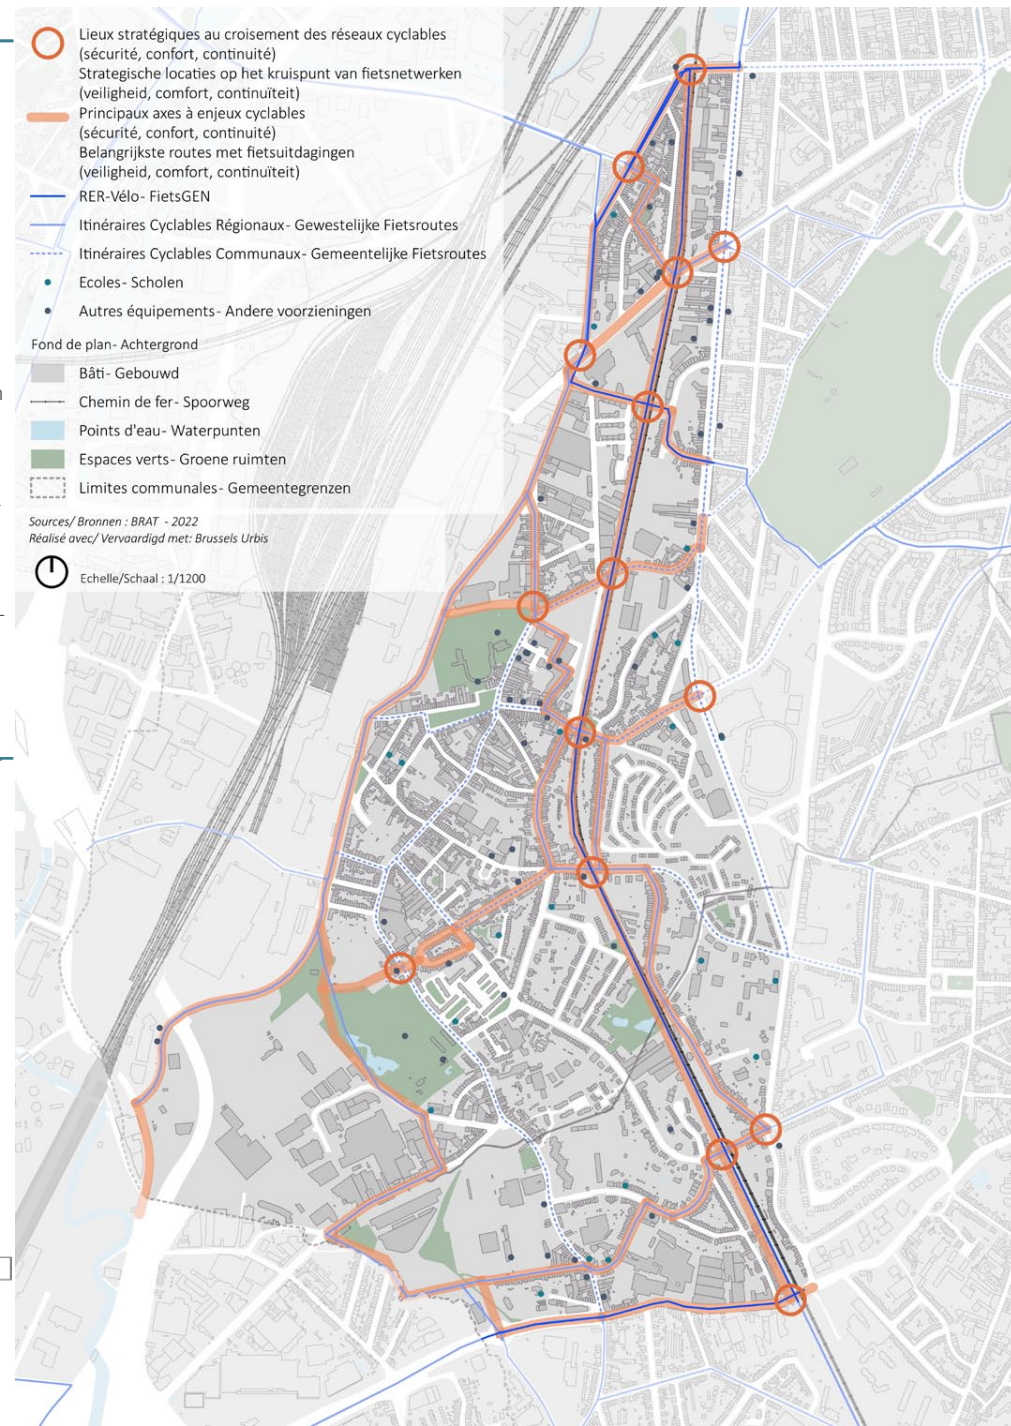 Lieux stratégiques au croisement des réseaux cyclables
(sécurité, confort, continuité)
Strategische locaties op het kruispunt van fietsnetwerken
(veiligheid, comfort, continuïteit)
Principaux axes à enjeux cyclables
(sécurité, confort, continuité)
Belangrijkste routes met fietsuitdagingen
(veiligheid, comfort, continuïteit)
RER-Vélo- FietsGEN
Itinéraires Cyclables Régionaux- Gewestelijke Fietsroutes
Itinéraires Cyclables Communaux- Gemeentelijke Fietsroutes
Ecoles- Scholen
Autres équipements- Andere voorzieningen
Fond de plan- Achtergrond
Bâti- Gebouwd
Chemin de fer- Spoorweg
Points d'eau- Waterpunten
Espaces verts- Groene ruimten
Limites communales- Gemeentegrenzen
Sources/ Bronnen : BRAT - 2022
Réalisé avec/ Vervaardigd met: Brussels Urbis
Echelle/Schaal : 1/1200